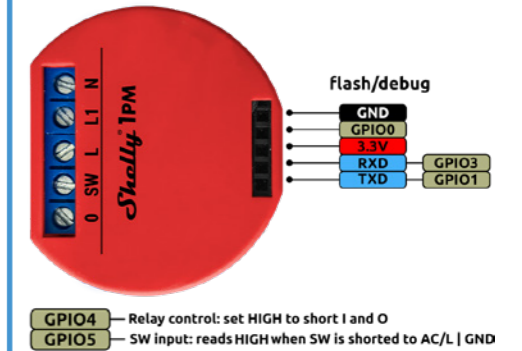 flash/debug
GND
GPIO0
3.3V
RXD GPIO3
TXD GPIO1
N
L1
L
SW
0
Shelly® 1PM
GPIO4 Relay control: set HIGH to short I and O
GPIO5 SW input: reads HIGH when SW is shorted to AC/L | GND